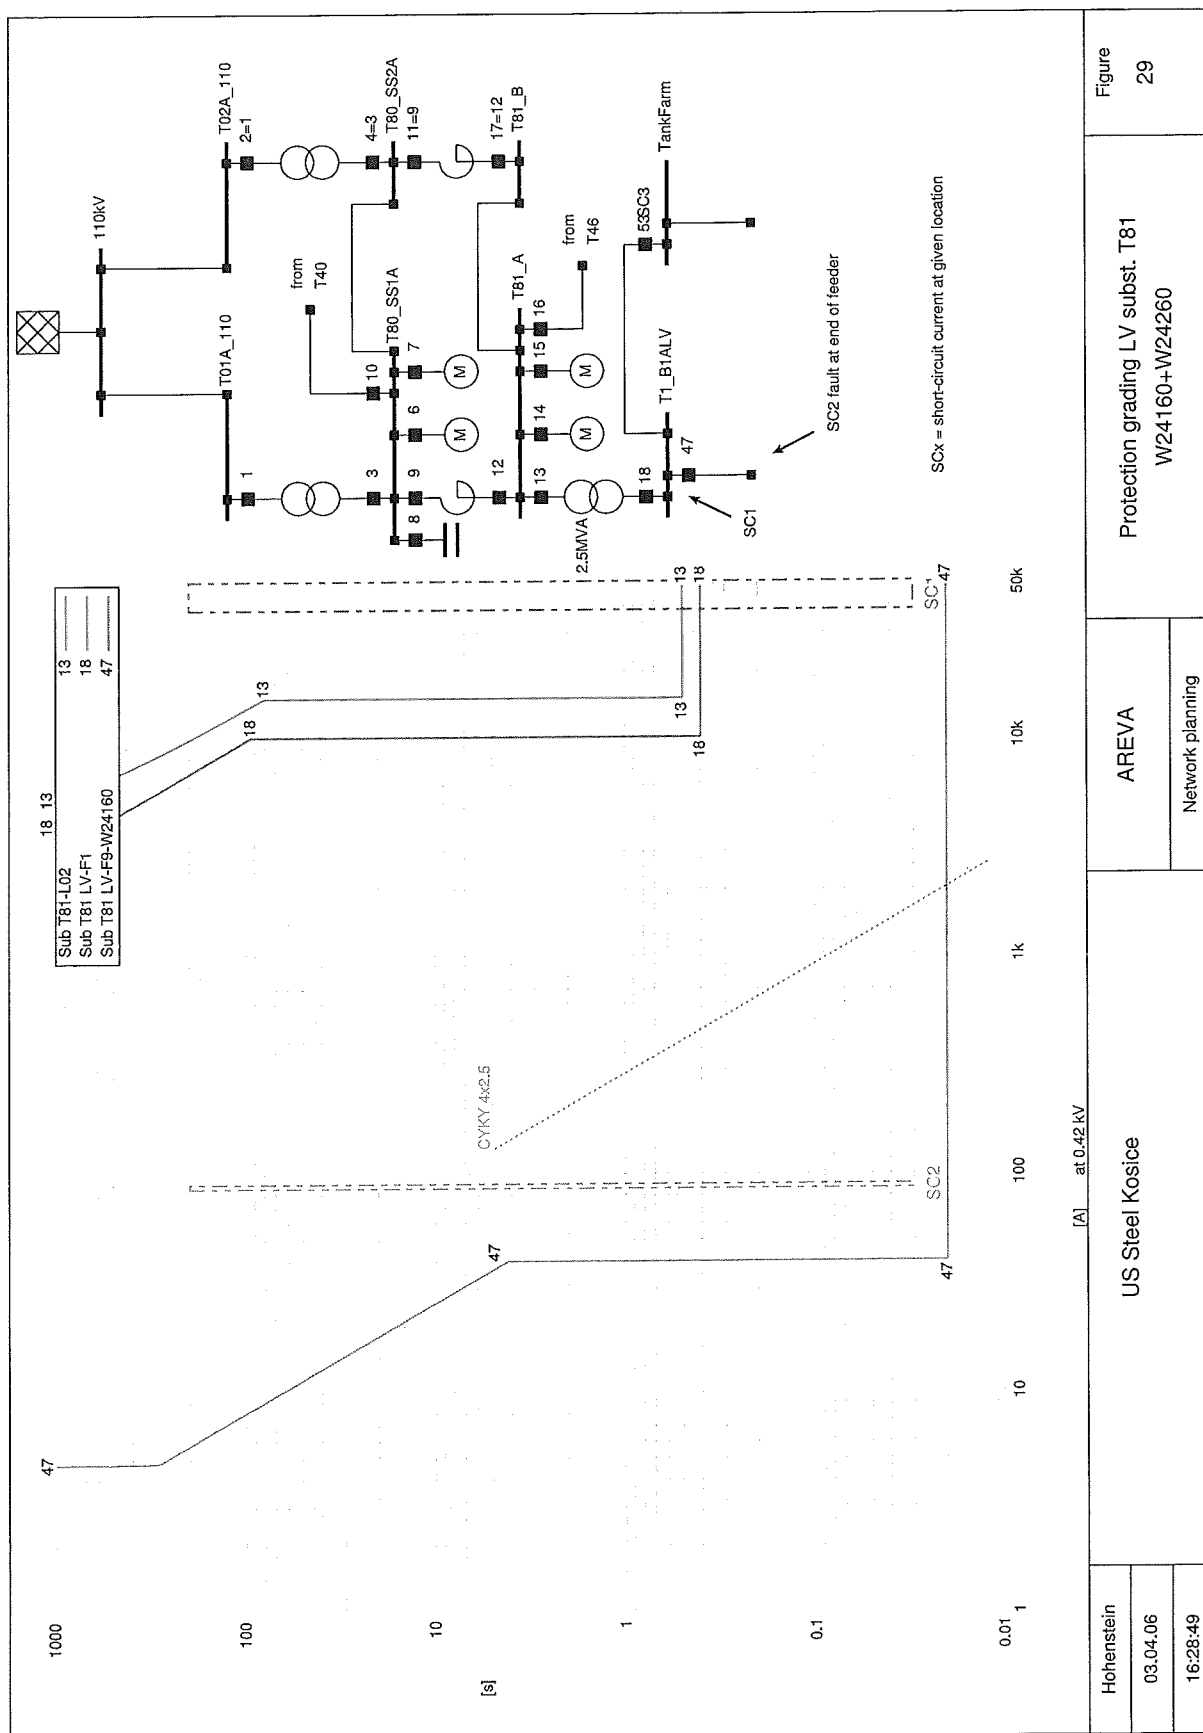 18 13
Sub T81-L02 13
Sub T81 LV-F1 18
Sub T81 LV-F9-W24160 47
47
47
47
18
13
18
13
13
18
47
CYKY 4x2.5
SC2
SC1
1000
100
10
1
0.1
0.01
[s]
1
10
100
1k
10k
50k
[A] at 0.42 kV
110kV
T01A_110
T02A_110
1
2=1
3
4=3
from
T40
10
T80_SS1A
T80_SS2A
8
9
6
7
11=9
M
M
12
17=12
T81_A
T81_B
from
T46
13
14
15
16
M
M
2.5MVA
18
T1_B1ALV
53SC3
TankFarm
47
SC1
SC2 fault at end of feeder
SCx = short-circuit current at given location
Hohenstein
03.04.06
16:28:49
US Steel Kosice
AREVA
Network planning
Protection grading LV subst. T81
W24160+W24260
Figure
29